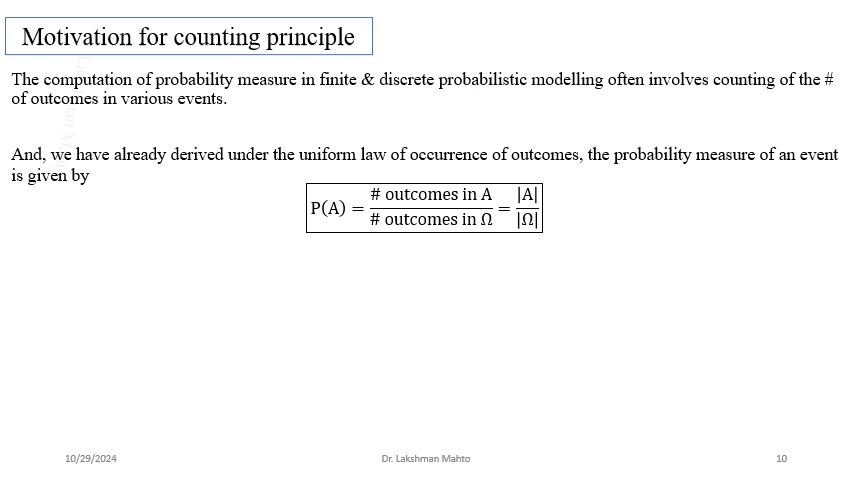 Motivation for counting principle
The computation of probability measure in finite & discrete probabilistic modelling often involves counting of the #
of outcomes in various events.
And, we have already derived under the uniform law of occurrence of outcomes, the probability measure of an event
is given by
P(A) = # outcomes in A / # outcomes in Ω = |A| / |Ω|
10/29/2024 Dr. Lakshman Mahto 10